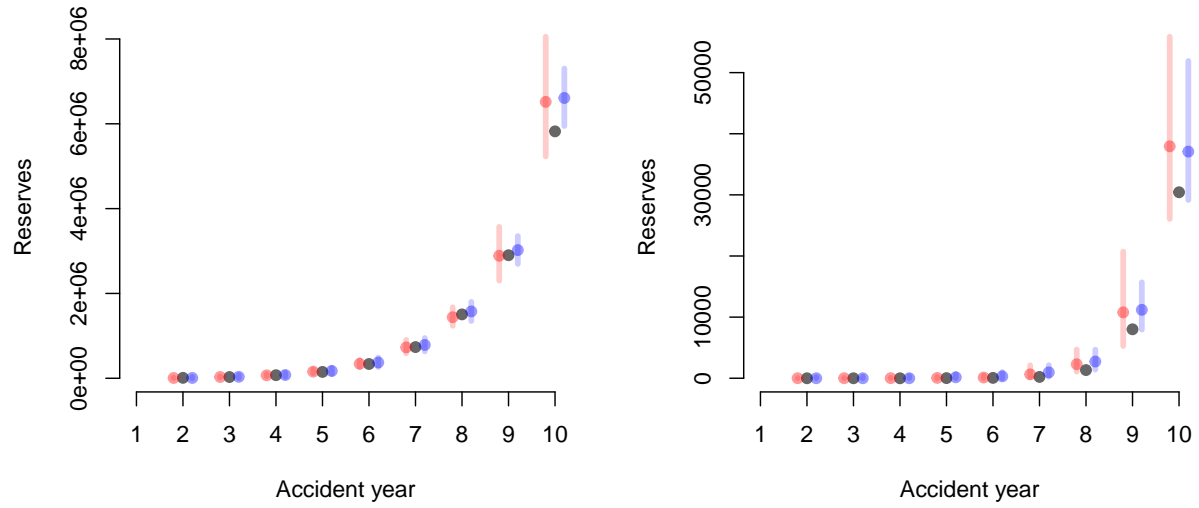 8e+06
6e+06
4e+06
2e+06
0e+00
Reserves
1 2 3 4 5 6 7 8 9 10
Accident year
50000
30000
10000
0
Reserves
1 2 3 4 5 6 7 8 9 10
Accident year